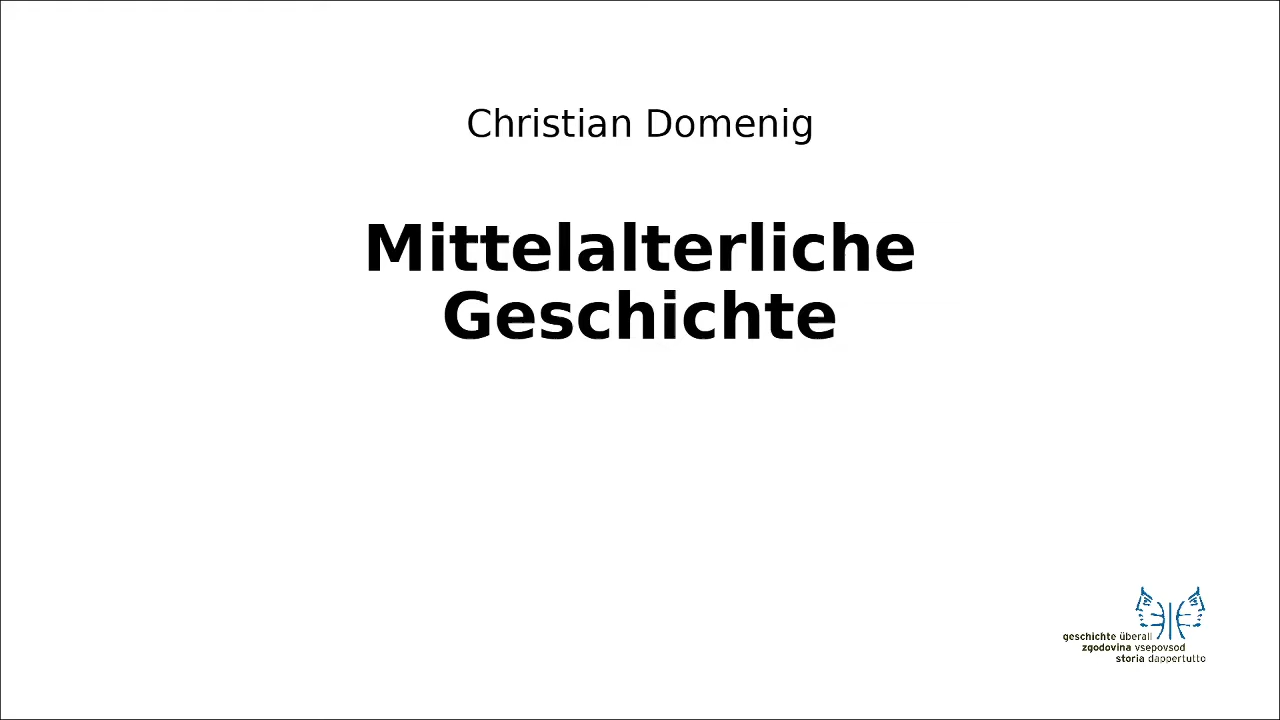 Christian Domenig
Mittelalterliche
Geschichte
geschichte überall
zgodovina vsepovsod
storia dappertutto